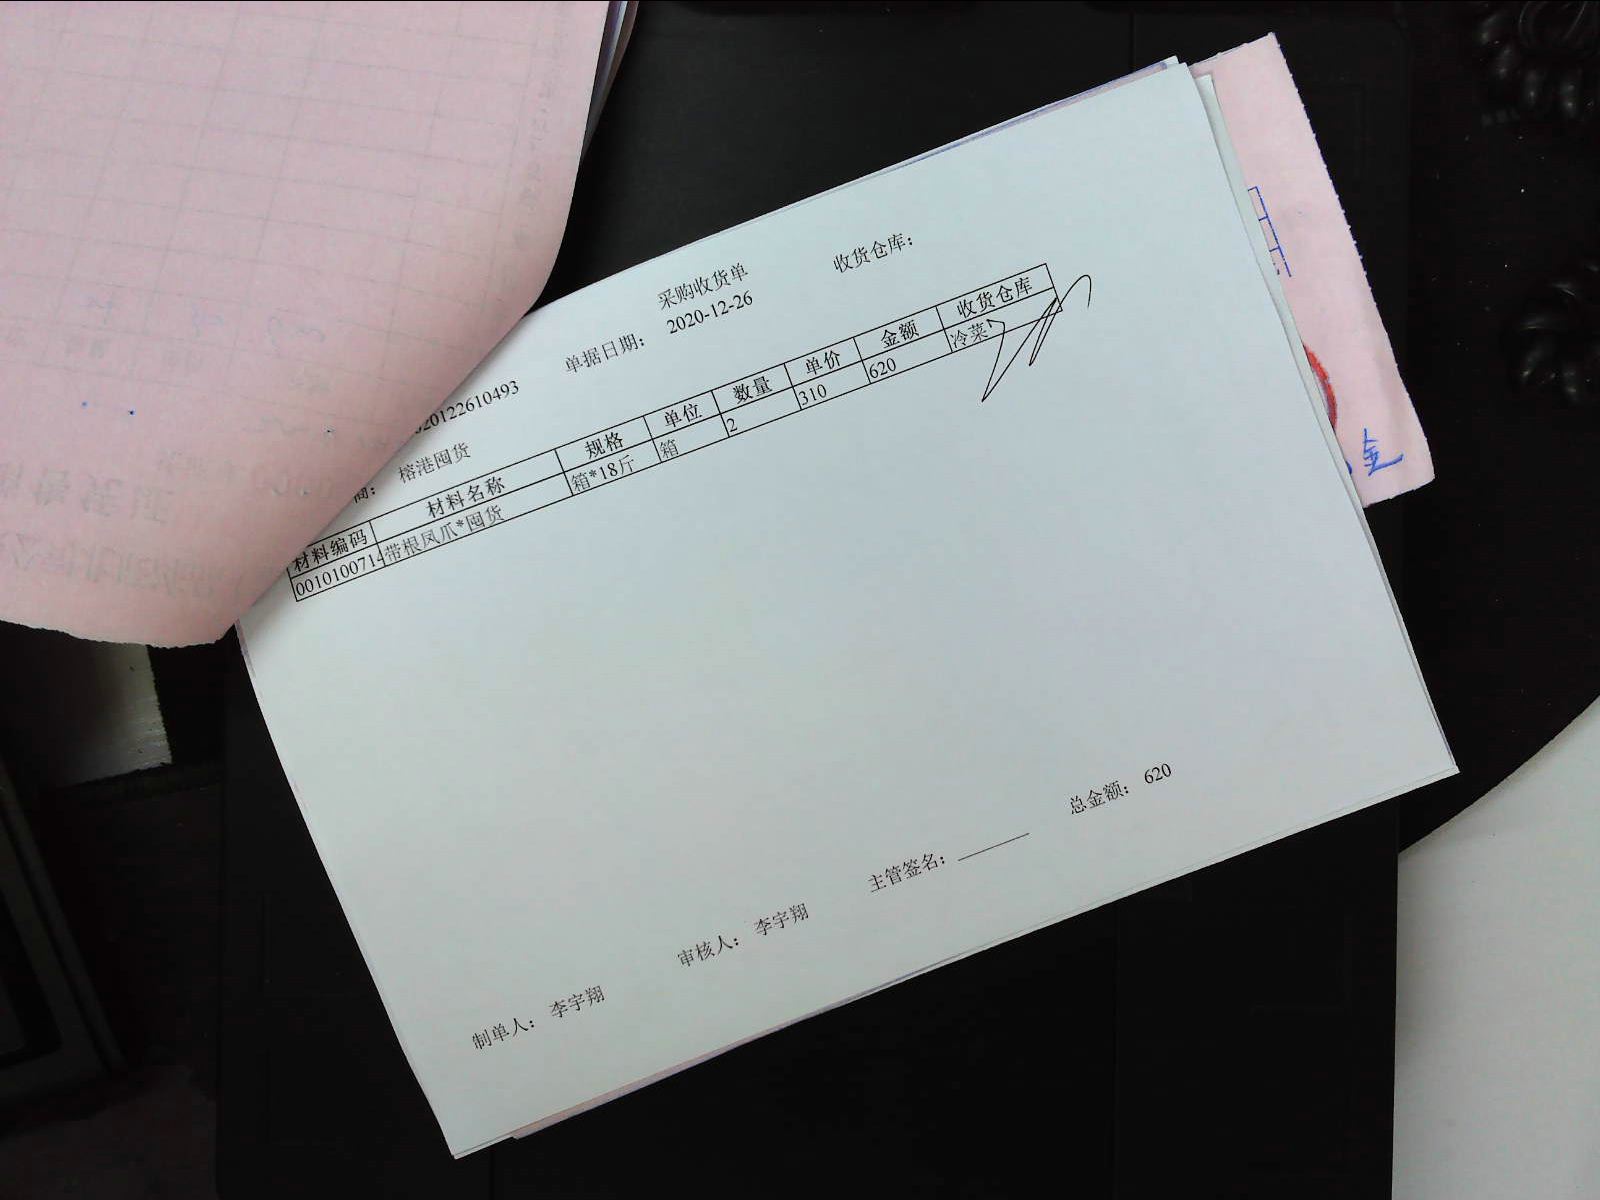 采购收货单
20122610493 单据日期： 2020-12-26 收货仓库：
商： 榕港囤货
材料编码 材料名称 规格 单位 数量 单价 金额 收货仓库
0010100714 带根凤爪*囤货 箱*18斤 箱 2 310 620 冷菜
制单人： 李宇翔 审核人： 李宇翔 主管签名： 总金额： 620
金